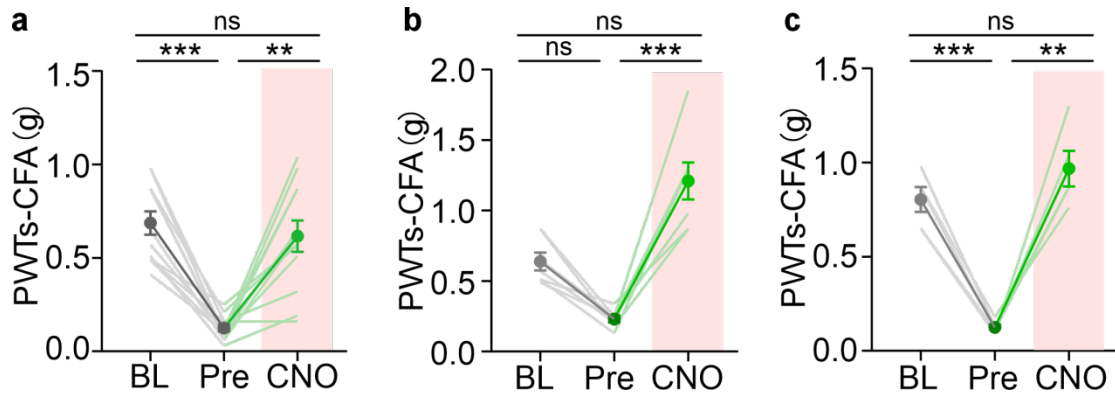 a
ns
*** **
PWTs-CFA (g)
1.5
1.0
0.5
0.0
BL Pre CNO
b
ns
ns ***
PWTs-CFA (g)
2.0
1.5
1.0
0.5
0.0
BL Pre CNO
c
ns
*** **
PWTs-CFA (g)
1.5
1.0
0.5
0.0
BL Pre CNO